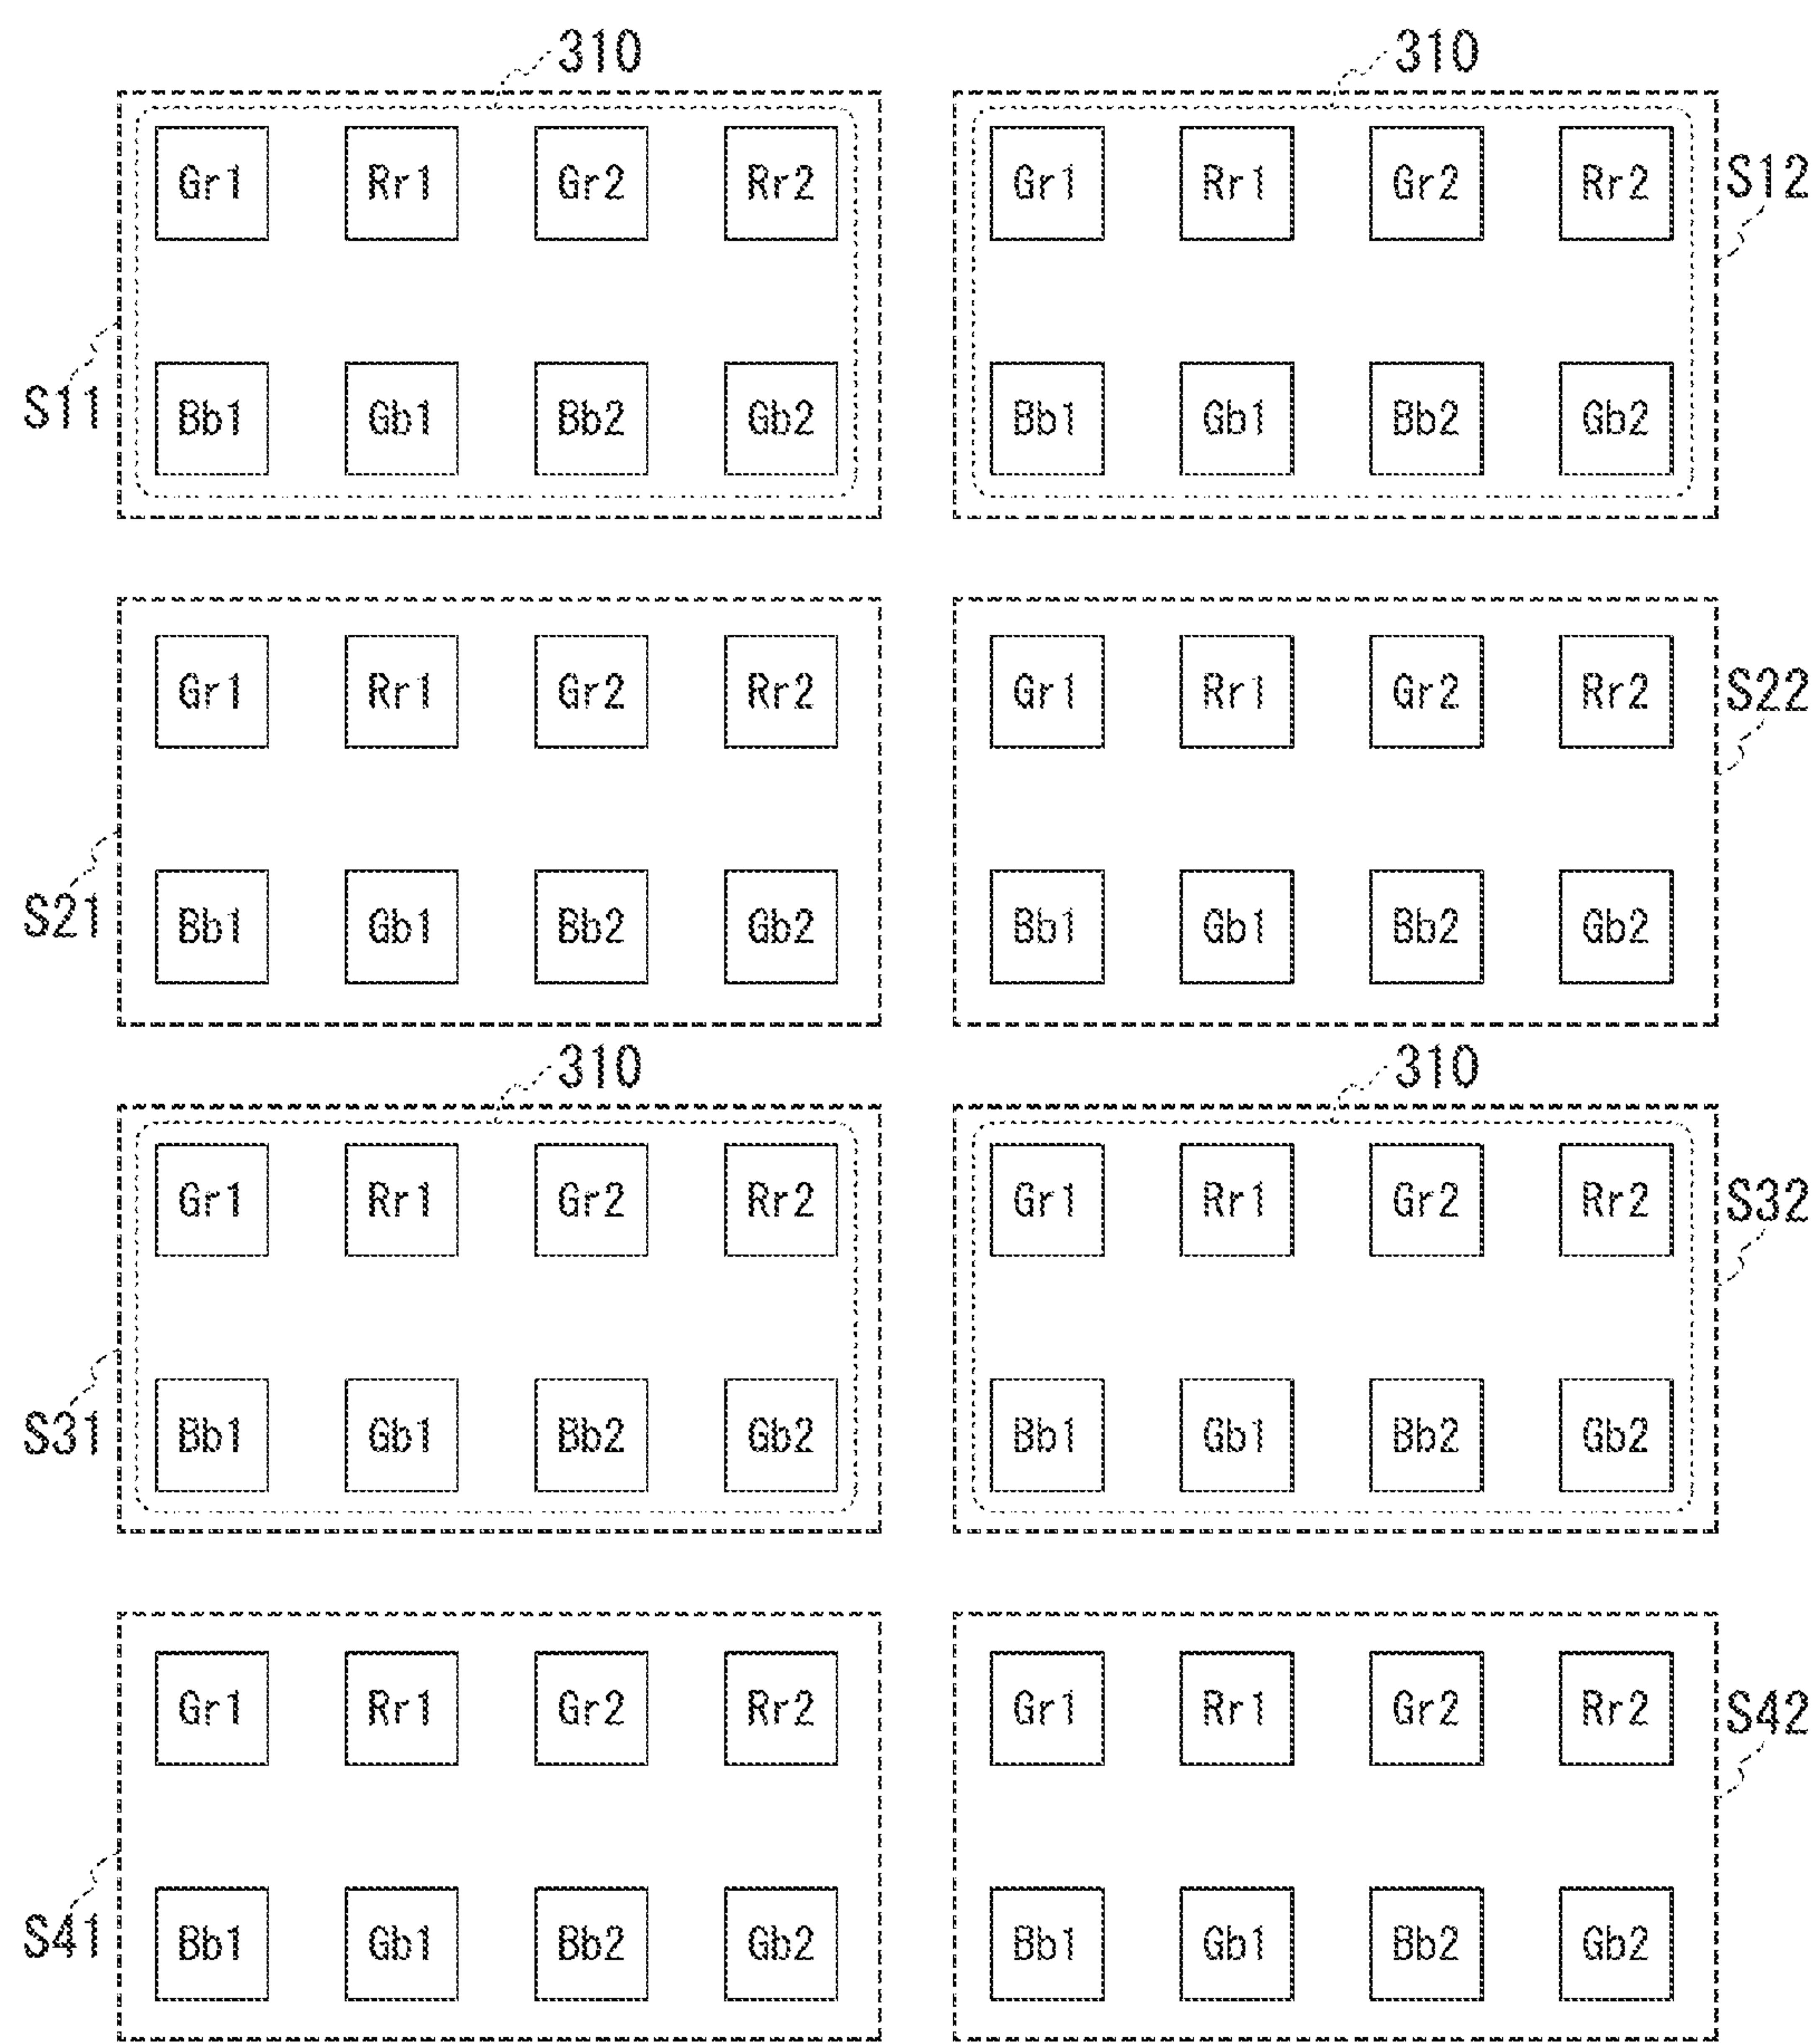 310 310
Gr1 Rr1 Gr2 Rr2 Gr1 Rr1 Gr2 Rr2 S12
S11 Bb1 Gb1 Bb2 Gb2 Bb1 Gb1 Bb2 Gb2
Gr1 Rr1 Gr2 Rr2 Gr1 Rr1 Gr2 Rr2 S22
S21 Bb1 Gb1 Bb2 Gb2 Bb1 Gb1 Bb2 Gb2
310 310
Gr1 Rr1 Gr2 Rr2 Gr1 Rr1 Gr2 Rr2 S32
S31 Bb1 Gb1 Bb2 Gb2 Bb1 Gb1 Bb2 Gb2
Gr1 Rr1 Gr2 Rr2 Gr1 Rr1 Gr2 Rr2 S42
S41 Bb1 Gb1 Bb2 Gb2 Bb1 Gb1 Bb2 Gb2